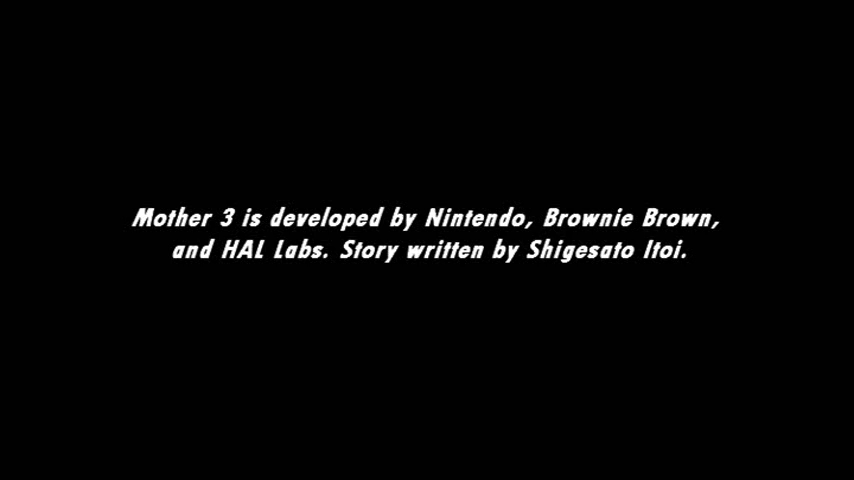 Mother 3 is developed by Nintendo, Brownie Brown,
and HAL Labs. Story written by Shigesato Itoi.